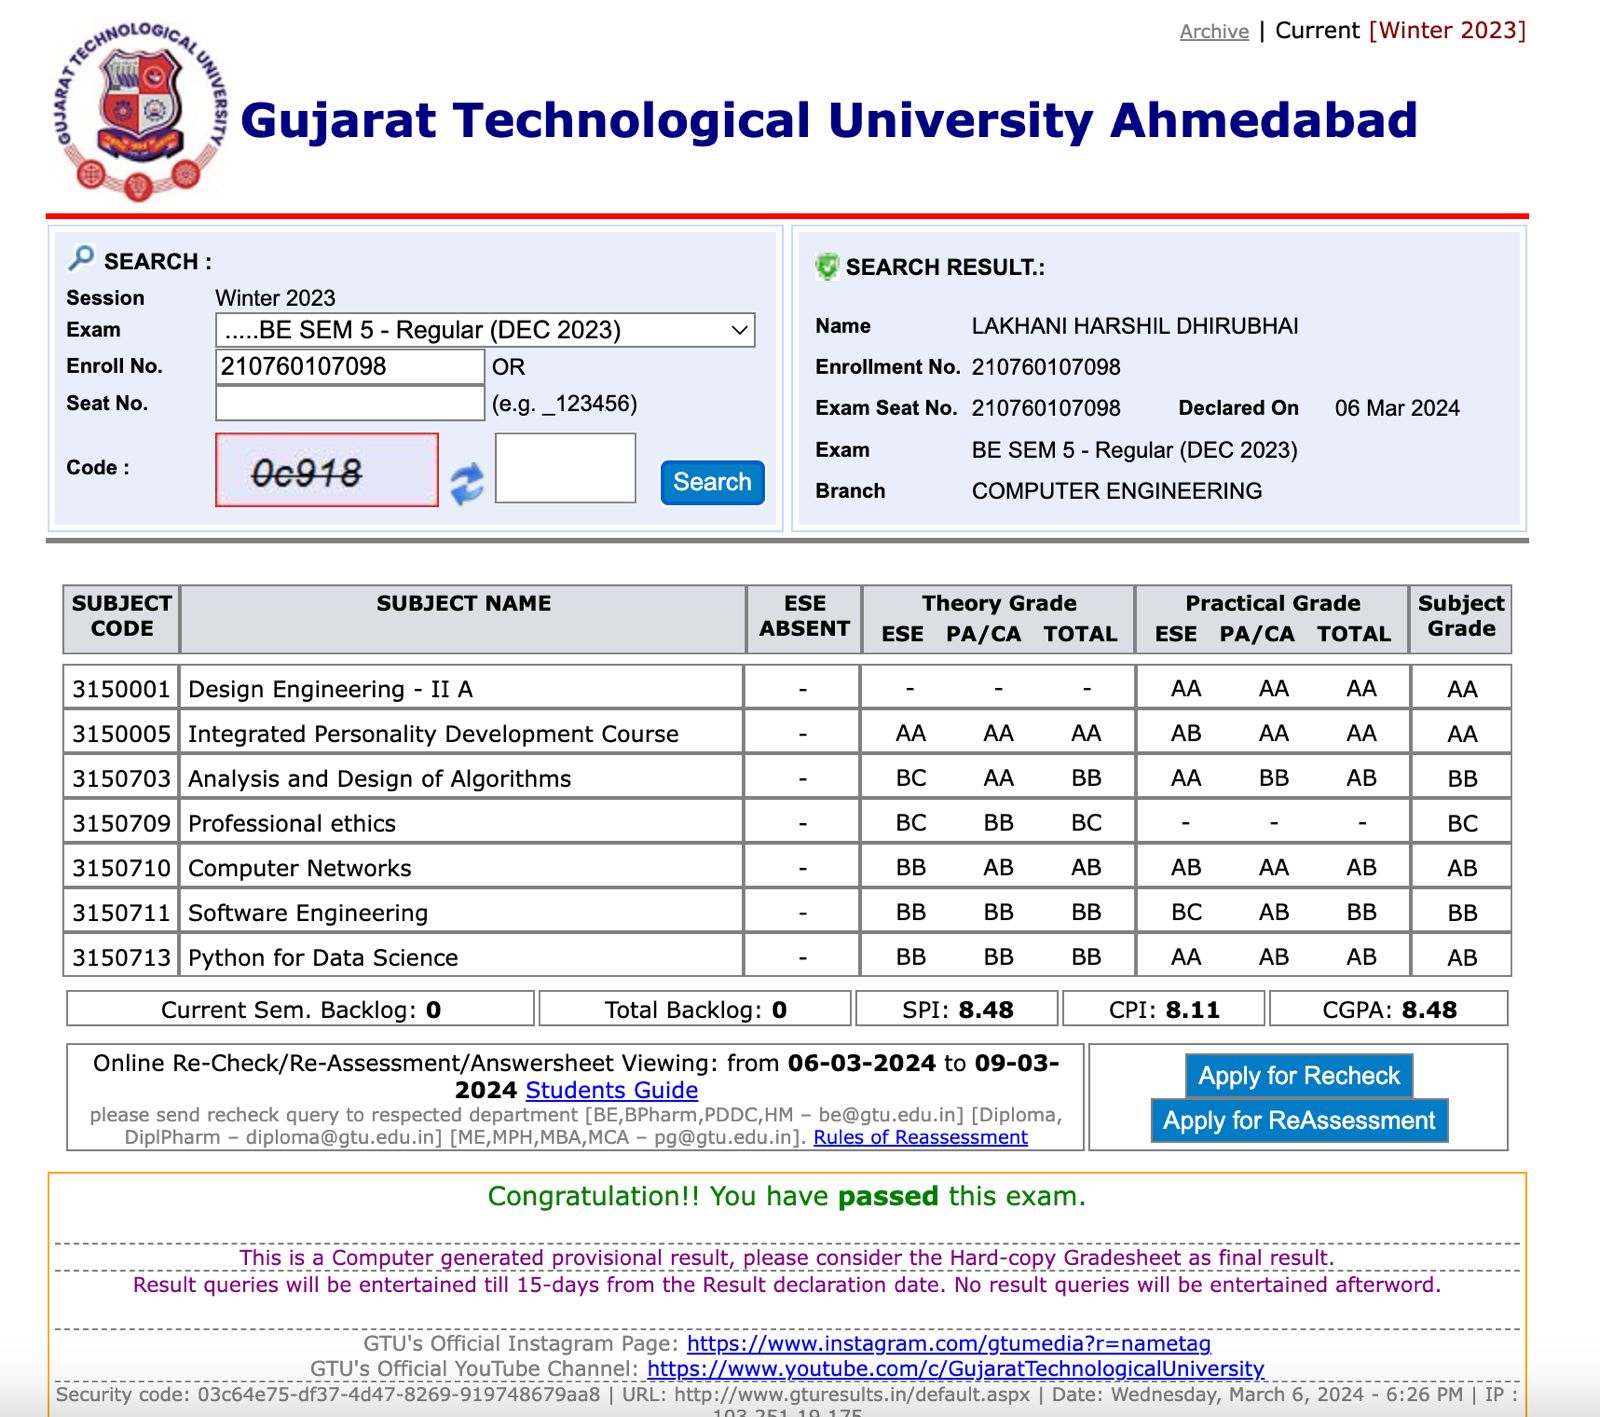 Archive | Current [Winter 2023]
GUJARAT TECHNOLOGICAL UNIVERSITY
Gujarat Technological University Ahmedabad
SEARCH :
Session Winter 2023
Exam .....BE SEM 5 - Regular (DEC 2023)
Enroll No. 210760107098 OR
Seat No. (e.g. _123456)
Code : 0c918 Search
SEARCH RESULT.:
Name LAKHANI HARSHIL DHIRUBHAI
Enrollment No. 210760107098
Exam Seat No. 210760107098 Declared On 06 Mar 2024
Exam BE SEM 5 - Regular (DEC 2023)
Branch COMPUTER ENGINEERING
SUBJECT CODE SUBJECT NAME ESE ABSENT Theory Grade Practical Grade Subject Grade
ESE PA/CA TOTAL ESE PA/CA TOTAL
3150001 Design Engineering - II A - - - - AA AA AA AA
3150005 Integrated Personality Development Course - AA AA AA AB AA AA AA
3150703 Analysis and Design of Algorithms - BC AA BB AA BB AB BB
3150709 Professional ethics - BC BB BC - - - BC
3150710 Computer Networks - BB AB AB AB AA AB AB
3150711 Software Engineering - BB BB BB BC AB BB BB
3150713 Python for Data Science - BB BB BB AA AB AB AB
Current Sem. Backlog: 0 Total Backlog: 0 SPI: 8.48 CPI: 8.11 CGPA: 8.48
Online Re-Check/Re-Assessment/Answersheet Viewing: from 06-03-2024 to 09-03-
2024 Students Guide
please send recheck query to respected department [BE,BPharm,PDDC,HM – be@gtu.edu.in] [Diploma,
DiplPharm – diploma@gtu.edu.in] [ME,MPH,MBA,MCA – pg@gtu.edu.in]. Rules of Reassessment
Apply for Recheck
Apply for ReAssessment
Congratulation!! You have passed this exam.
This is a Computer generated provisional result, please consider the Hard-copy Gradesheet as final result.
Result queries will be entertained till 15-days from the Result declaration date. No result queries will be entertained afterword.
GTU's Official Instagram Page: https://www.instagram.com/gtumedia?r=nametag
GTU's Official YouTube Channel: https://www.youtube.com/c/GujaratTechnologicalUniversity
Security code: 03c64e75-df37-4d47-8269-919748679aa8 | URL: http://www.gturesults.in/default.aspx | Date: Wednesday, March 6, 2024 - 6:26 PM | IP :
103.251.19.175